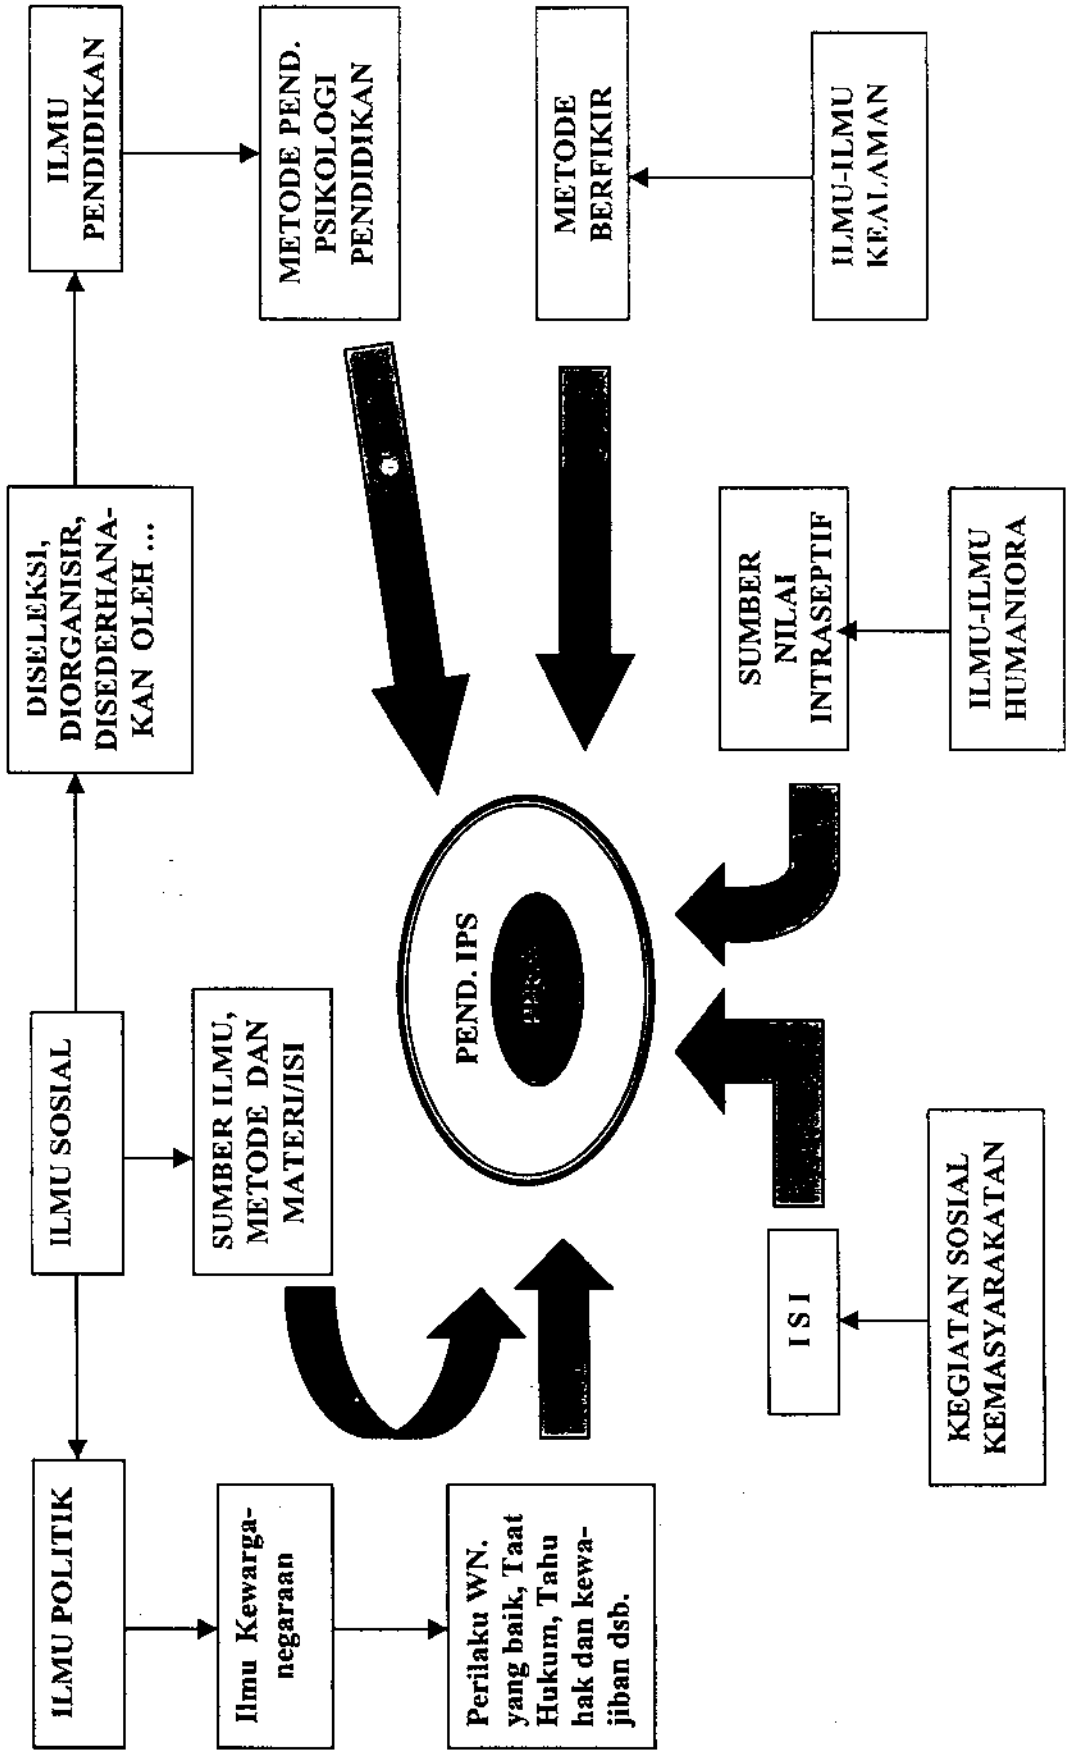 ILMU POLITIK
ILMU SOSIAL
DISELEKSI,
DIORGANISIR,
DISEDERHANA-
KAN OLEH ...
ILMU
PENDIDIKAN
Ilmu Kewarga-
negaraan
SUMBER ILMU,
METODE DAN
MATERI/ISI
METODE PEND.
PSIKOLOGI
PENDIDIKAN
Perilaku WN.
yang baik, Taat
Hukum, Tahu
hak dan kewa-
jiban dsb.
PEND. IPS
METODE
BERFIKIR
I S I
SUMBER
NILAI
INTRASEPTIF
ILMU-ILMU
KEALAMAN
KEGIATAN SOSIAL
KEMASYARAKATAN
ILMU-ILMU
HUMANIORA